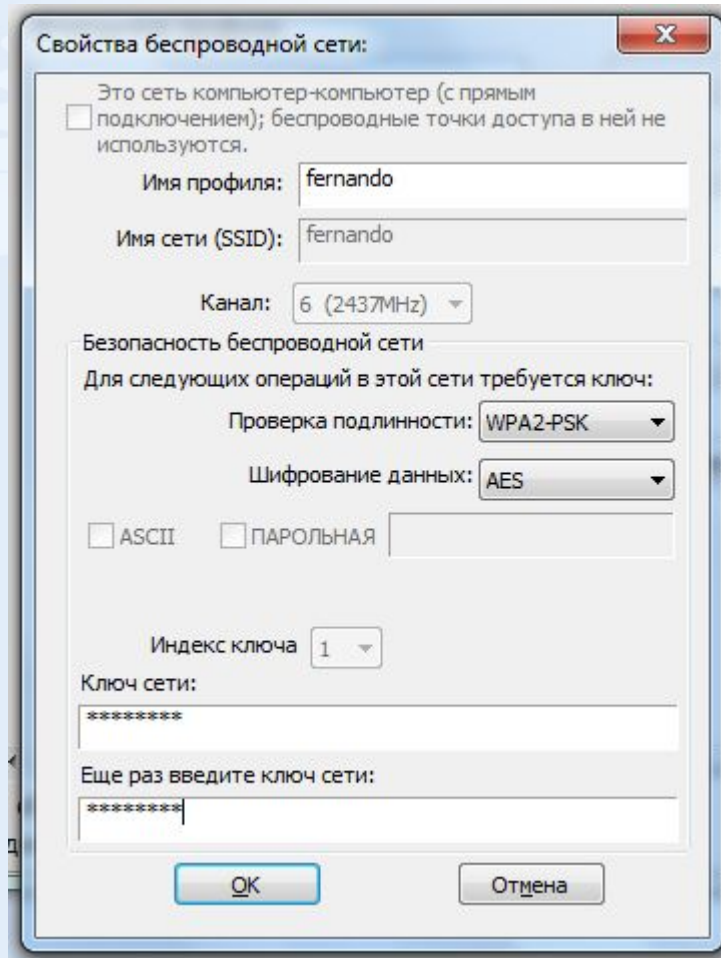 Свойства беспроводной сети:
Это сеть компьютер-компьютер (с прямым
подключением); беспроводные точки доступа в ней не
используются.
Имя профиля: fernando
Имя сети (SSID): fernando
Канал: 6 (2437MHz)
Безопасность беспроводной сети
Для следующих операций в этой сети требуется ключ:
Проверка подлинности: WPA2-PSK
Шифрование данных: AES
ASCII ПАРОЛЬНАЯ
Индекс ключа 1
Ключ сети:
********
Еще раз введите ключ сети:
********
OK Отмена